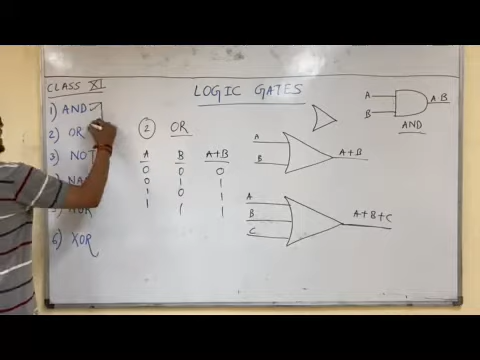 CLASS XI
LOGIC GATES
1) AND
2) OR
3) NOT
6) XOR
2 OR
A B A+B
0 0 0
0 1 1
1 0 1
1 1 1
A
B
A+B
A
B
C
A+B+C
A
B
A·B
AND